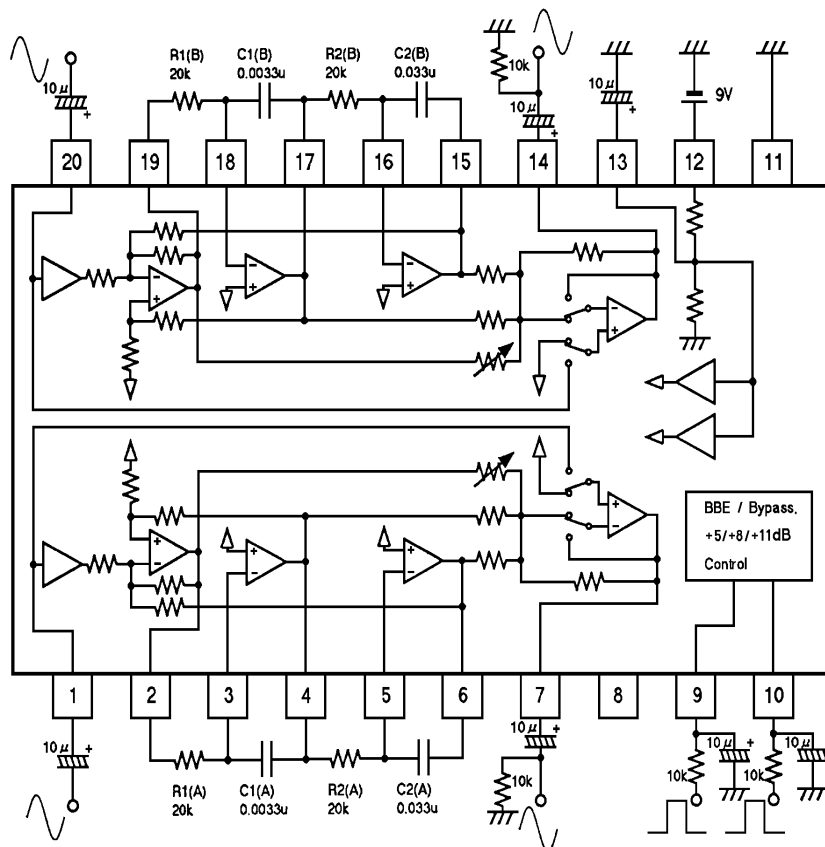 R1(B) C1(B) R2(B) C2(B)
20k 0.0033u 20k 0.033u
10μ
+
10k
10μ
+
10μ
+
9V
20 19 18 17 16 15 14 13 12 11
−
+
−
+
−
+
−
+
+
−
+
−
+
−
+
−
BBE / Bypass,
+5/+8/+11dB
Control
1 2 3 4 5 6 7 8 9 10
10μ
+
R1(A) C1(A) R2(A) C2(A)
20k 0.0033u 20k 0.033u
10μ
+
10k
10k
10μ
+
10k
10μ
+